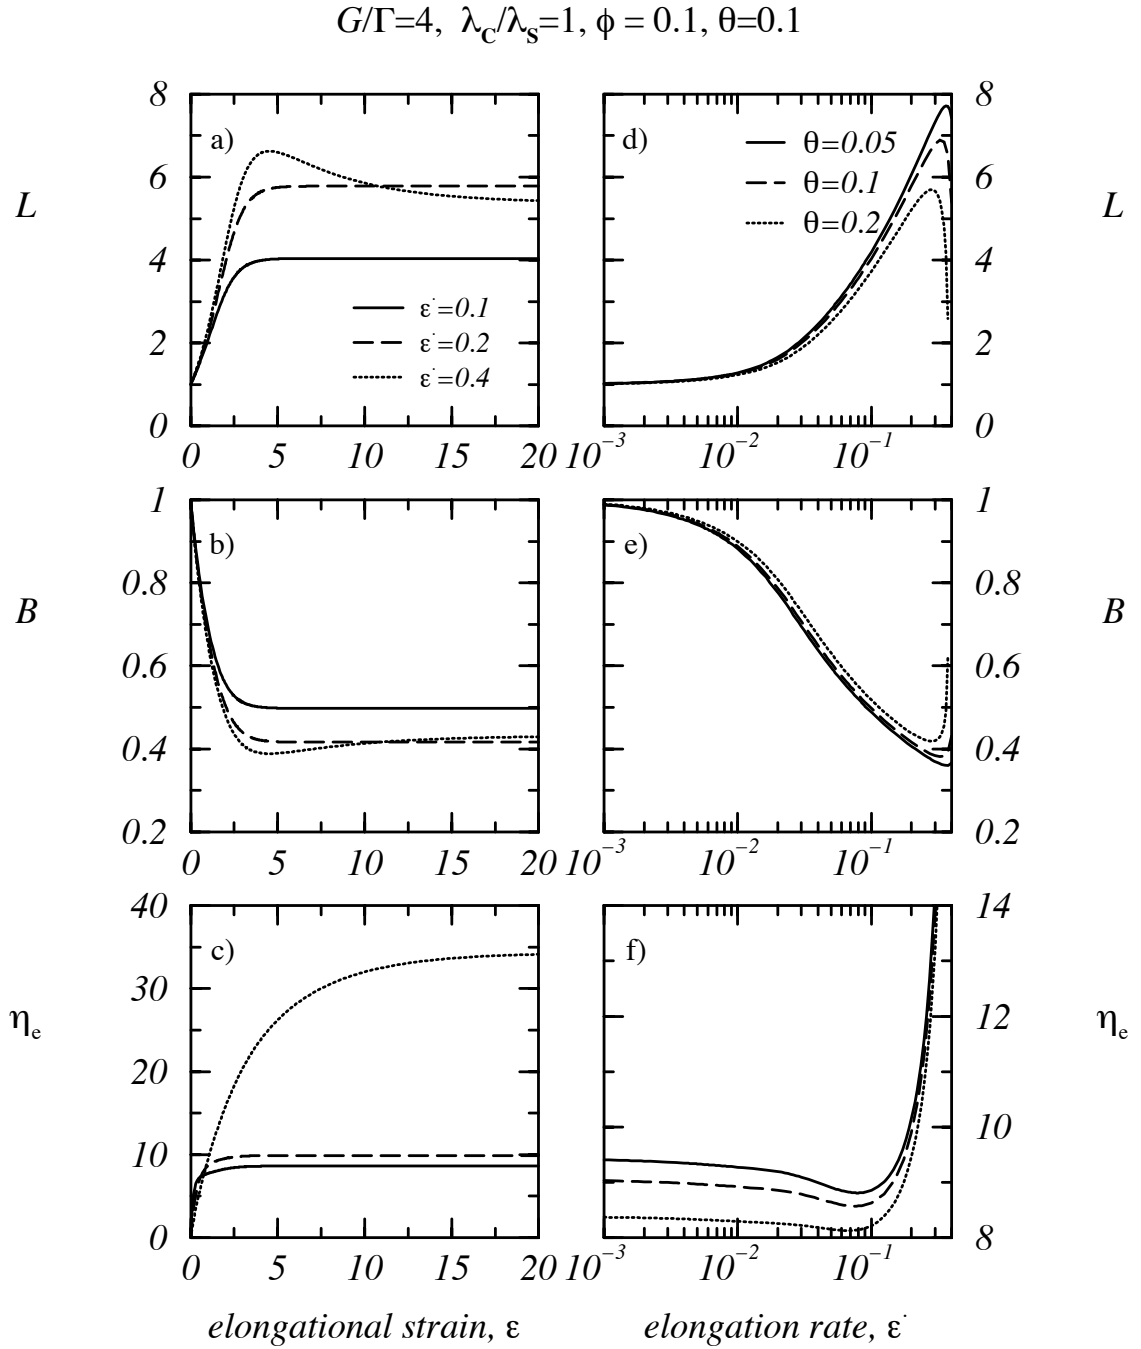 G/Γ=4, λC/λS=1, ϕ = 0.1, θ=0.1
8
6
4
2
0
L
a)
ε˙=0.1
ε˙=0.2
ε˙=0.4
0 5 10 15 20
d)
θ=0.05
θ=0.1
θ=0.2
8
6
4
2
0
L
10−3 10−2 10−1
1
0.8
0.6
0.4
0.2
B
b)
0 5 10 15 20
e)
1
0.8
0.6
0.4
0.2
B
10−3 10−2 10−1
40
30
20
10
0
ηe
c)
0 5 10 15 20
elongational strain, ε
f)
14
12
10
8
ηe
10−3 10−2 10−1
elongation rate, ε˙